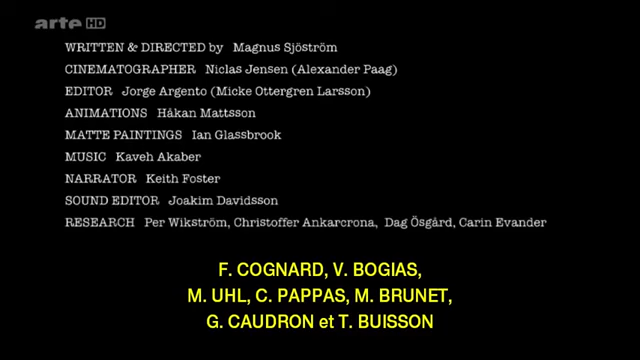 arte HD
WRITTEN & DIRECTED by Magnus Sjöström
CINEMATOGRAPHER Niclas Jensen (Alexander Paag)
EDITOR Jorge Argento (Micke Ottergren Larsson)
ANIMATIONS Håkan Mattsson
MATTE PAINTINGS Ian Glassbrook
MUSIC Kaveh Akaber
NARRATOR Keith Foster
SOUND EDITOR Joakim Davidsson
RESEARCH Per Wikström, Christoffer Ankarcrona, Dag Ösgård, Carin Evander
F. COGNARD, V. BOGIAS,
M. UHL, C. PAPPAS, M. BRUNET,
G. CAUDRON et T. BUISSON